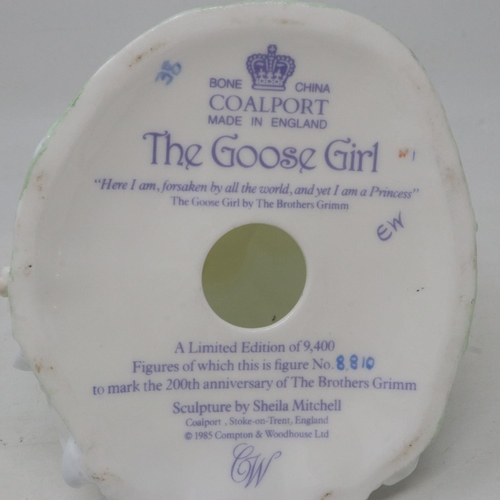 38
BONE CHINA
COALPORT
MADE IN ENGLAND
The Goose Girl
W1
"Here I am, forsaken by all the world, and yet I am a Princess"
The Goose Girl by The Brothers Grimm
EW
A Limited Edition of 9,400
Figures of which this is figure No. 8810
to mark the 200th anniversary of The Brothers Grimm
Sculpture by Sheila Mitchell
Coalport, Stoke-on-Trent, England
© 1985 Compton & Woodhouse Ltd
CW